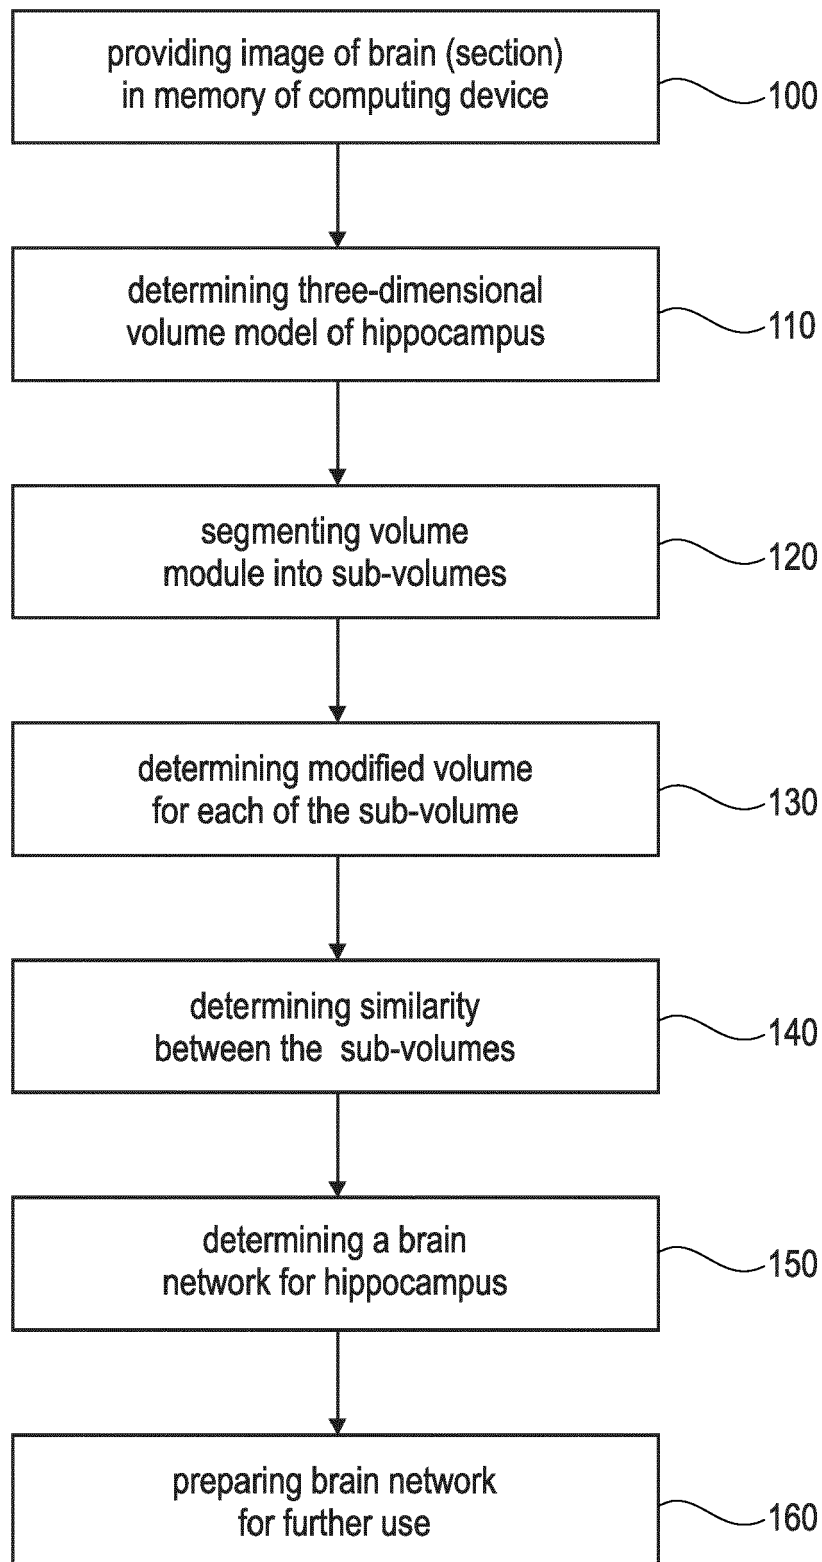 providing image of brain (section)
in memory of computing device
100
determining three-dimensional
volume model of hippocampus
110
segmenting volume
module into sub-volumes
120
determining modified volume
for each of the sub-volume
130
determining similarity
between the sub-volumes
140
determining a brain
network for hippocampus
150
preparing brain network
for further use
160